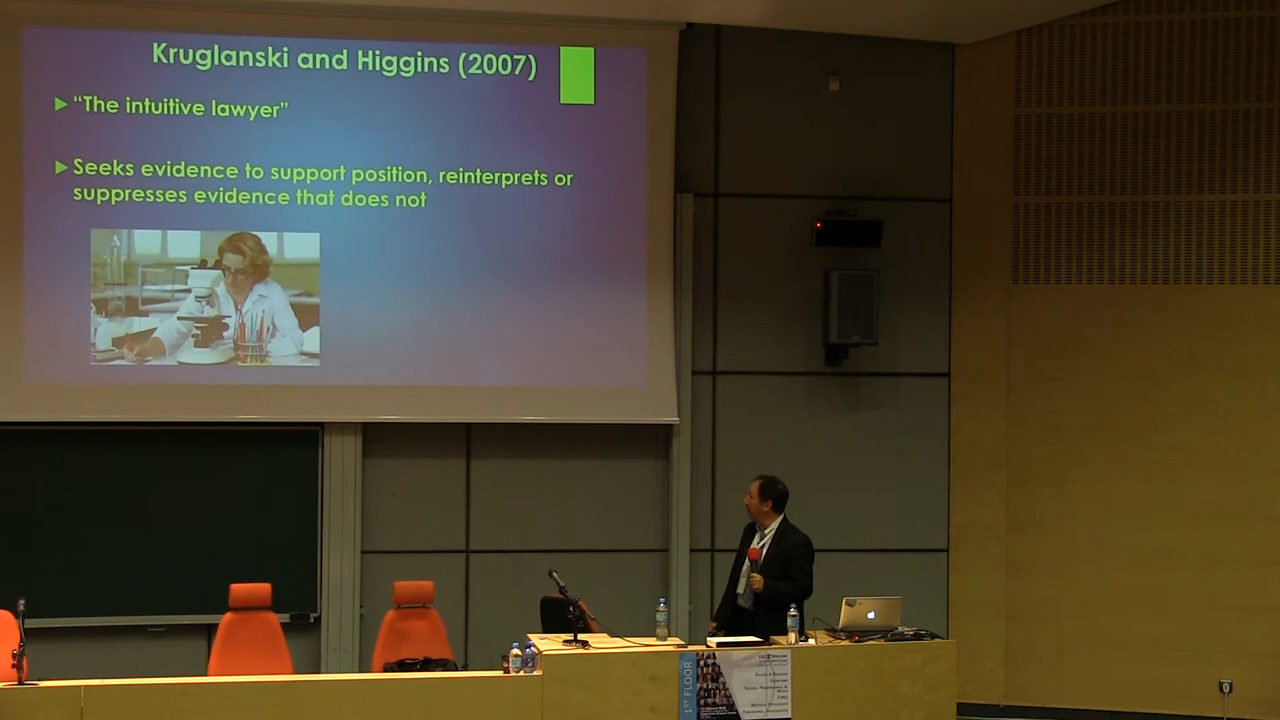 Kruglanski and Higgins (2007)
“The intuitive lawyer”
Seeks evidence to support position, reinterprets or
suppresses evidence that does not
1ST FLOOR